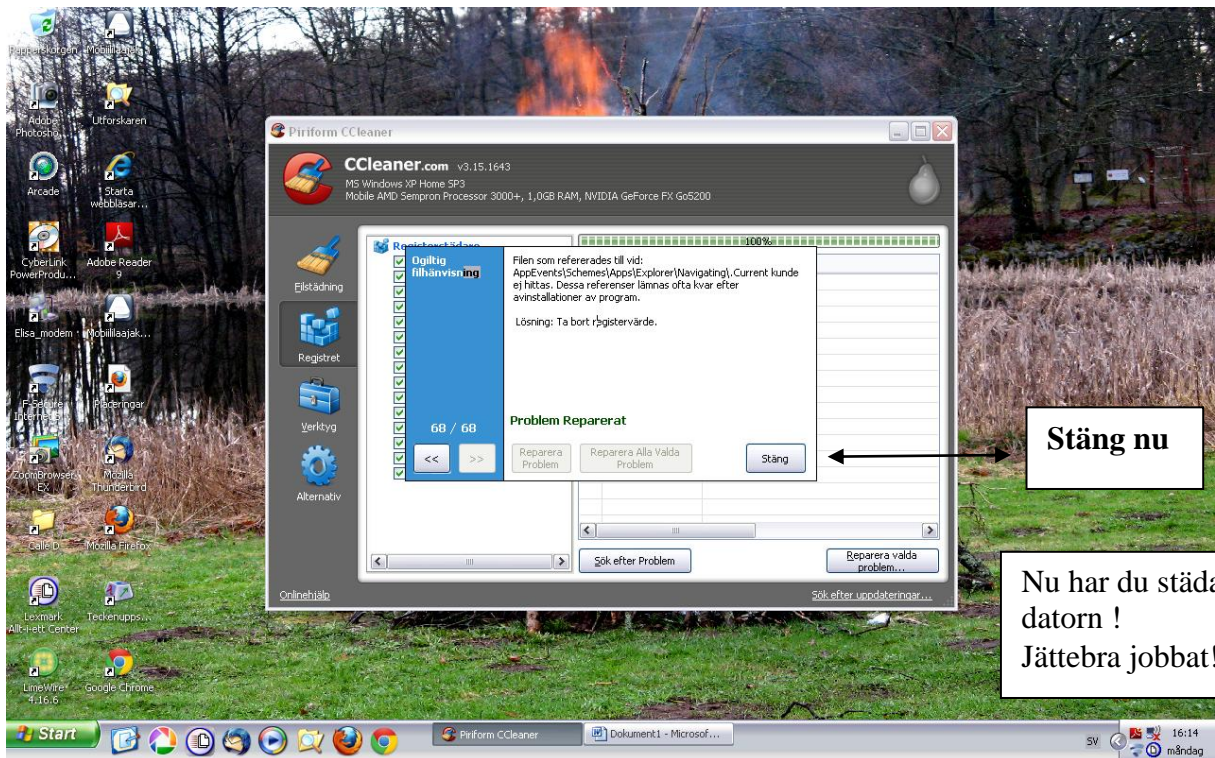 Papperskorgen
Mobiililaajak...
Adobe
Photosho...
Utforskaren
Arcade
Starta
webbläsar...
CyberLink
PowerProdu...
Adobe Reader
9
Elisa_modem
Mobiililaajak...
F-Secure
Internet S...
Placeringar
ZoomBrowser
EX
Mozilla
Thunderbird
Calle D
Mozilla Firefox
Lexmark
Allt-i-ett Center
Teckenupps...
LimeWire
4.16.6
Google Chrome
Piriform CCleaner
CCleaner.com v3.15.1643
MS Windows XP Home SP3
Mobile AMD Sempron Processor 3000+, 1,0GB RAM, NVIDIA GeForce FX Go5200
Filstädning
Registret
Verktyg
Alternativ
Registerstädare
100%
Ogiltig
filhänvisning
Filen som refererades till vid:
AppEvents\Schemes\Apps\Explorer\Navigating\.Current kunde
ej hittas. Dessa referenser lämnas ofta kvar efter
avinstallationer av program.
Lösning: Ta bort registervärde.
68 / 68
Problem Reparerat
<<
>>
Reparera
Problem
Reparera Alla Valda
Problem
Stäng
Sök efter Problem
Reparera valda
problem...
Onlinehjälp
Sök efter uppdateringar...
Stäng nu
Nu har du städa
datorn !
Jättebra jobbat!
Start
Piriform CCleaner
Dokument1 - Microsof...
SV
16:14
måndag